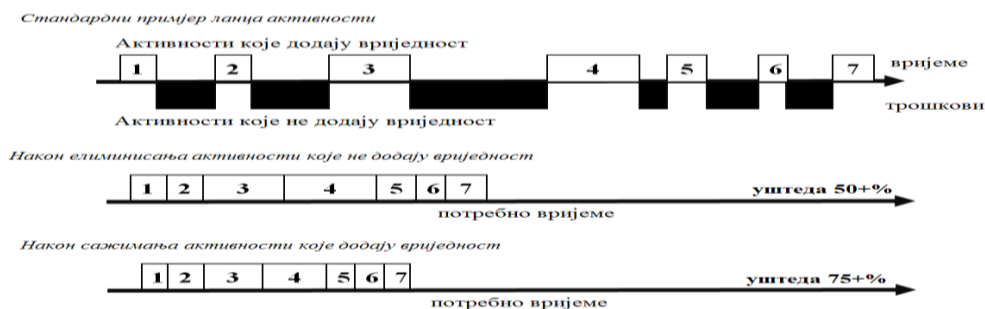 Стандардни примјер ланца активности
Активности које додају вриједност
1 2 3 4 5 6 7 вријеме
трошкови
Активности које не додају вриједност
Након елиминисања активности које не додају вриједност
1 2 3 4 5 6 7 уштеда 50+%
потребно вријеме
Након сажимања активности које додају вриједност
1 2 3 4 5 6 7 уштеда 75+%
потребно вријеме